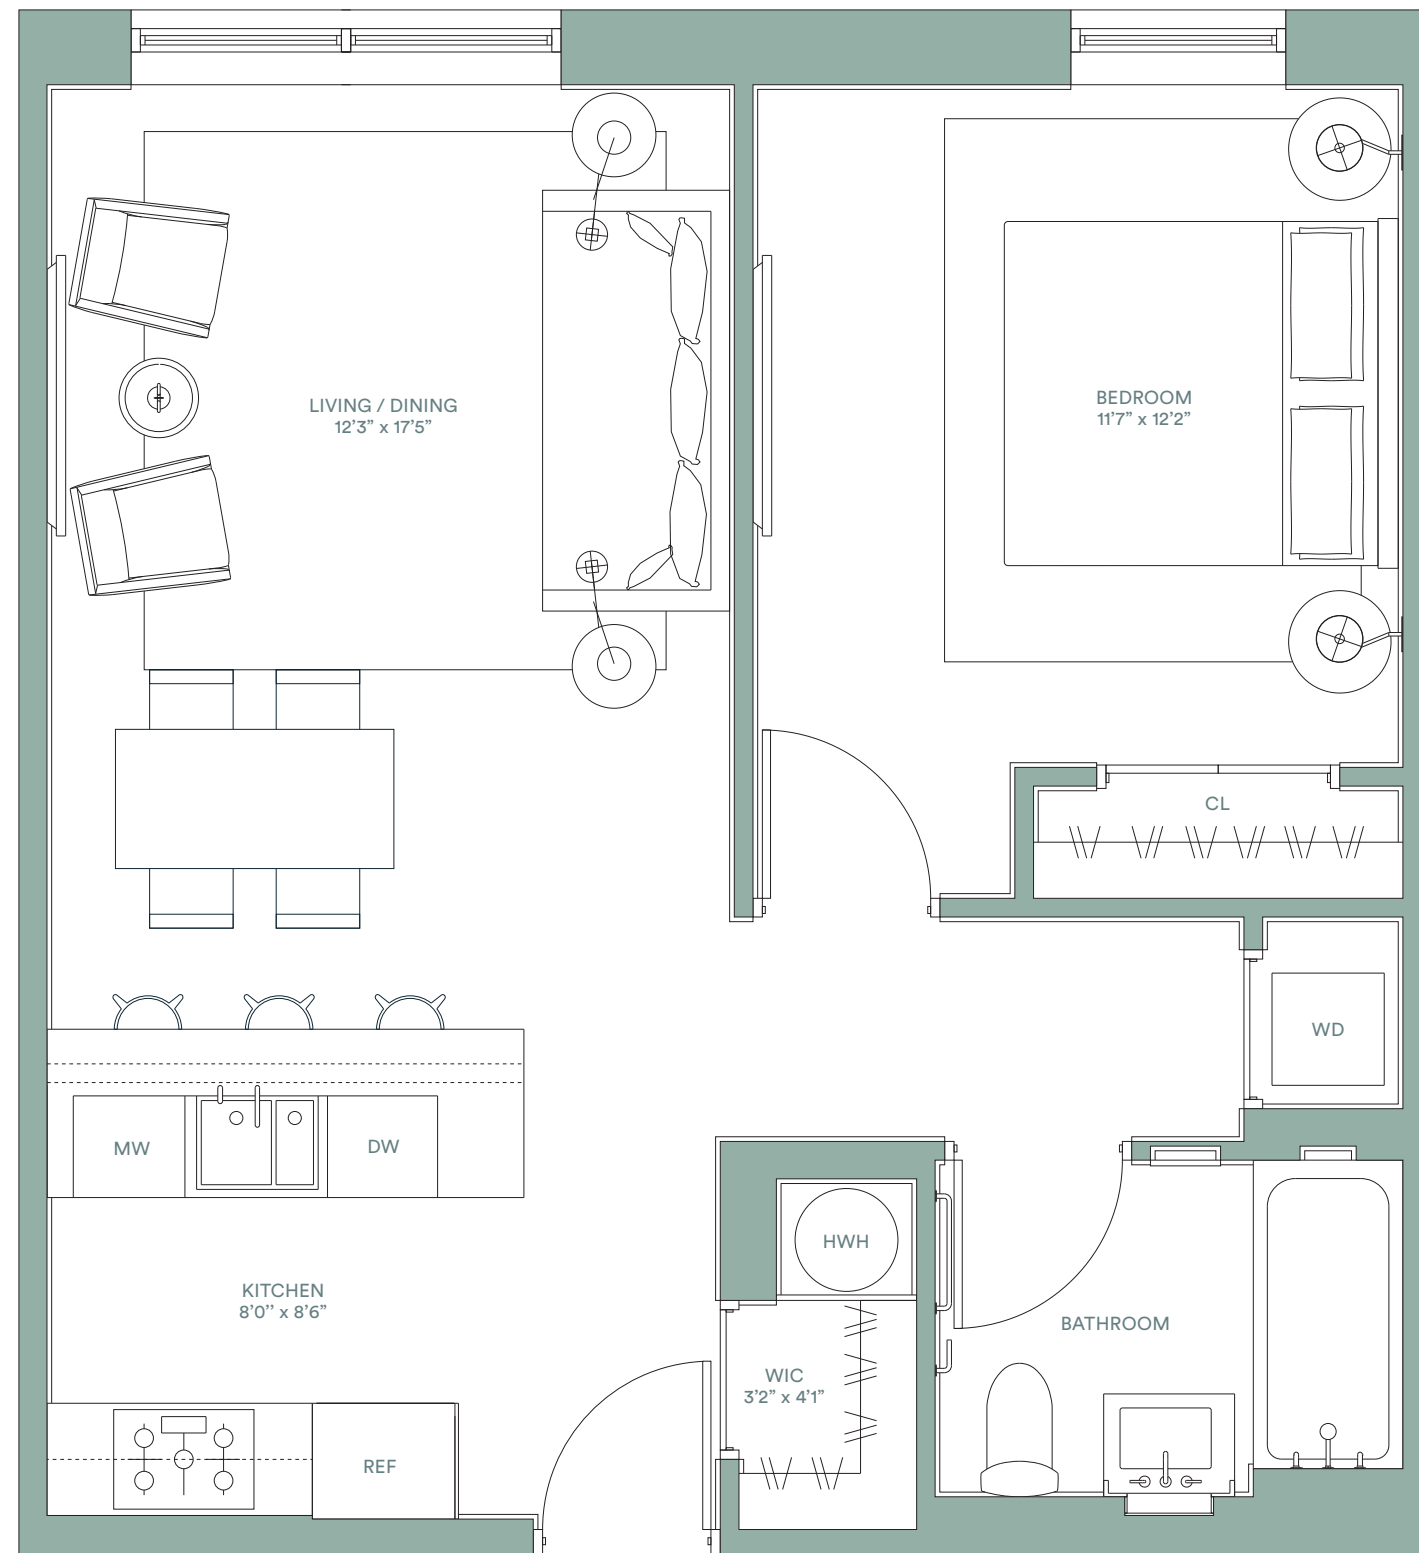 LIVING / DINING
12’3” x 17’5”
BEDROOM
11’7” x 12’2”
CL
WD
MW
DW
HWH
KITCHEN
8’0’’ x 8’6”
BATHROOM
WIC
3’2” x 4’1”
REF